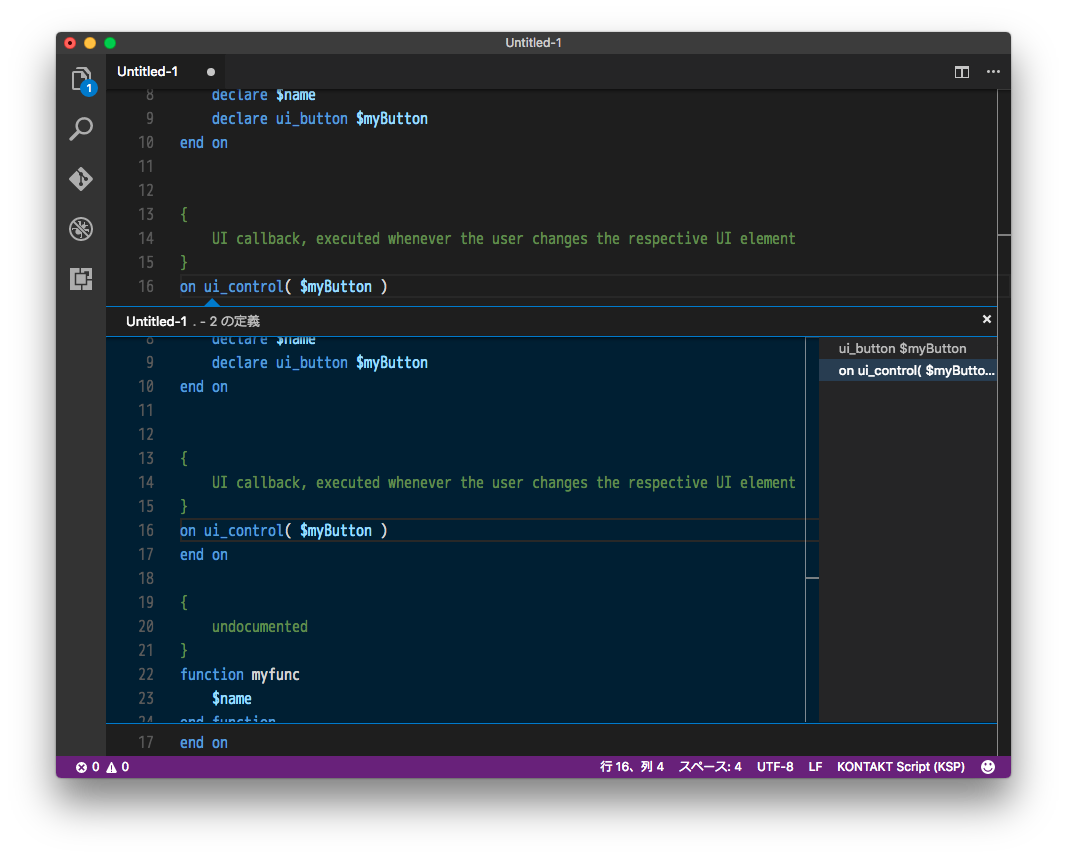 Untitled-1
Untitled-1
1
8 declare $name
9 declare ui_button $myButton
10 end on
11
12
13 {
14 UI callback, executed whenever the user changes the respective UI element
15 }
16 on ui_control( $myButton )
Untitled-1 . - 2 の定義
8 declare $name
9 declare ui_button $myButton
10 end on
11
12
13 {
14 UI callback, executed whenever the user changes the respective UI element
15 }
16 on ui_control( $myButton )
17 end on
18
19 {
20 undocumented
21 }
22 function myfunc
23 $name
24 end function
ui_button $myButton
on ui_control( $myButto...
17 end on
0 0 行 16、列 4 スペース: 4 UTF-8 LF KONTAKT Script (KSP)